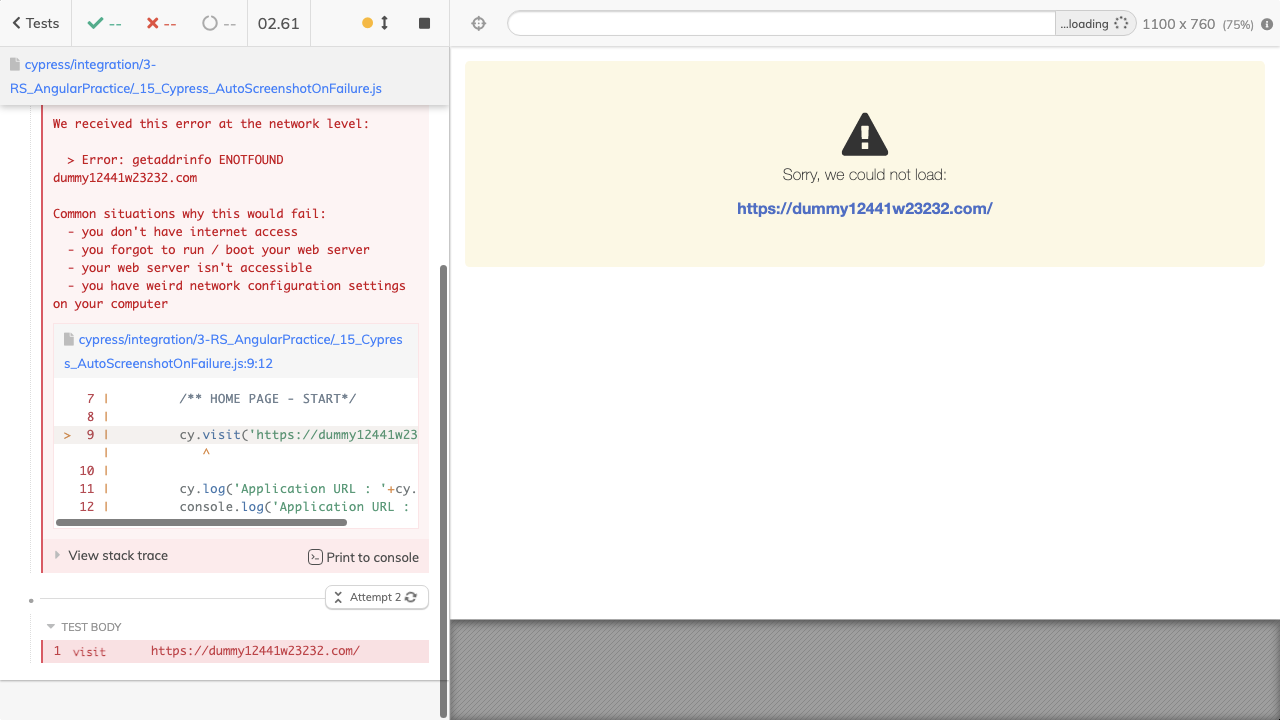 Tests
--
--
--
02.61
...loading
1100 x 760 (75%)
cypress/integration/3-
RS_AngularPractice/_15_Cypress_AutoScreenshotOnFailure.js
We received this error at the network level:
> Error: getaddrinfo ENOTFOUND
dummy12441w23232.com
Common situations why this would fail:
- you don't have internet access
- you forgot to run / boot your web server
- your web server isn't accessible
- you have weird network configuration settings
on your computer
cypress/integration/3-RS_AngularPractice/_15_Cypres
s_AutoScreenshotOnFailure.js:9:12
7 | /** HOME PAGE - START*/
8 |
> 9 | cy.visit('https://dummy12441w23
| ^
10 |
11 | cy.log('Application URL : '+cy.
12 | console.log('Application URL :
View stack trace
Print to console
Attempt 2
TEST BODY
1 visit https://dummy12441w23232.com/
Sorry, we could not load:
https://dummy12441w23232.com/